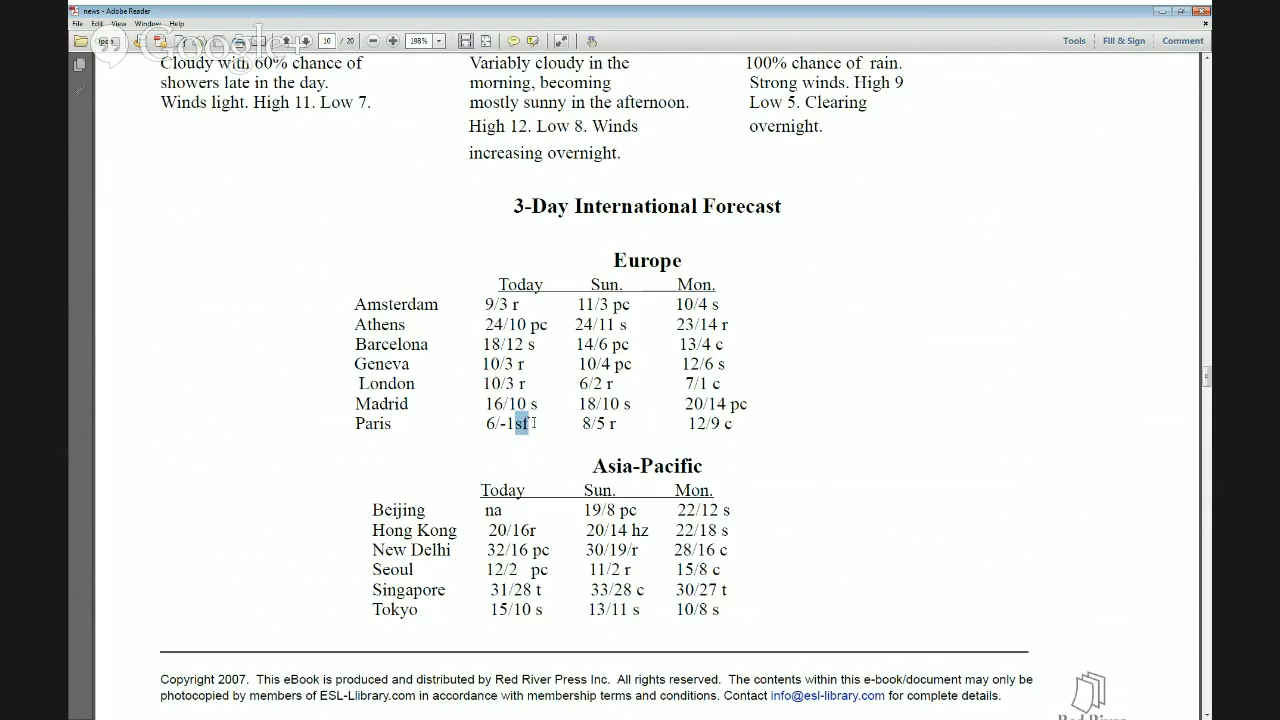 news - Adobe Reader
File Edit View Window Help
Google+
10 / 20 198% Tools Fill & Sign Comment
Cloudy with 60% chance of
showers late in the day.
Winds light. High 11. Low 7.
Variably cloudy in the
morning, becoming
mostly sunny in the afternoon.
High 12. Low 8. Winds
increasing overnight.
100% chance of rain.
Strong winds. High 9
Low 5. Clearing
overnight.
3-Day International Forecast
Europe
Today Sun. Mon.
Amsterdam 9/3 r 11/3 pc 10/4 s
Athens 24/10 pc 24/11 s 23/14 r
Barcelona 18/12 s 14/6 pc 13/4 c
Geneva 10/3 r 10/4 pc 12/6 s
London 10/3 r 6/2 r 7/1 c
Madrid 16/10 s 18/10 s 20/14 pc
Paris 6/-1sf 8/5 r 12/9 c
Asia-Pacific
Today Sun. Mon.
Beijing na 19/8 pc 22/12 s
Hong Kong 20/16r 20/14 hz 22/18 s
New Delhi 32/16 pc 30/19/r 28/16 c
Seoul 12/2 pc 11/2 r 15/8 c
Singapore 31/28 t 33/28 c 30/27 t
Tokyo 15/10 s 13/11 s 10/8 s
Copyright 2007. This eBook is produced and distributed by Red River Press Inc. All rights reserved. The contents within this e-book/document may only be
photocopied by members of ESL-Llibrary.com in accordance with membership terms and conditions. Contact info@esl-library.com for complete details.
Red River